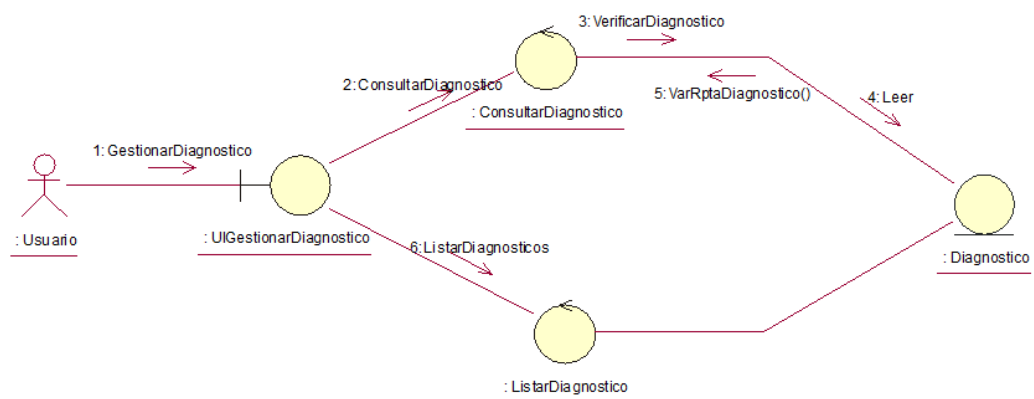 3: VerificarDiagnostico
2: ConsultarDiagnostico
5: VarRptaDiagnostico()
4: Leer
: ConsultarDiagnostico
1: GestionarDiagnostico
: Usuario
: UIGestionarDiagnostico
6: ListarDiagnosticos
: Diagnostico
: ListarDiagnostico